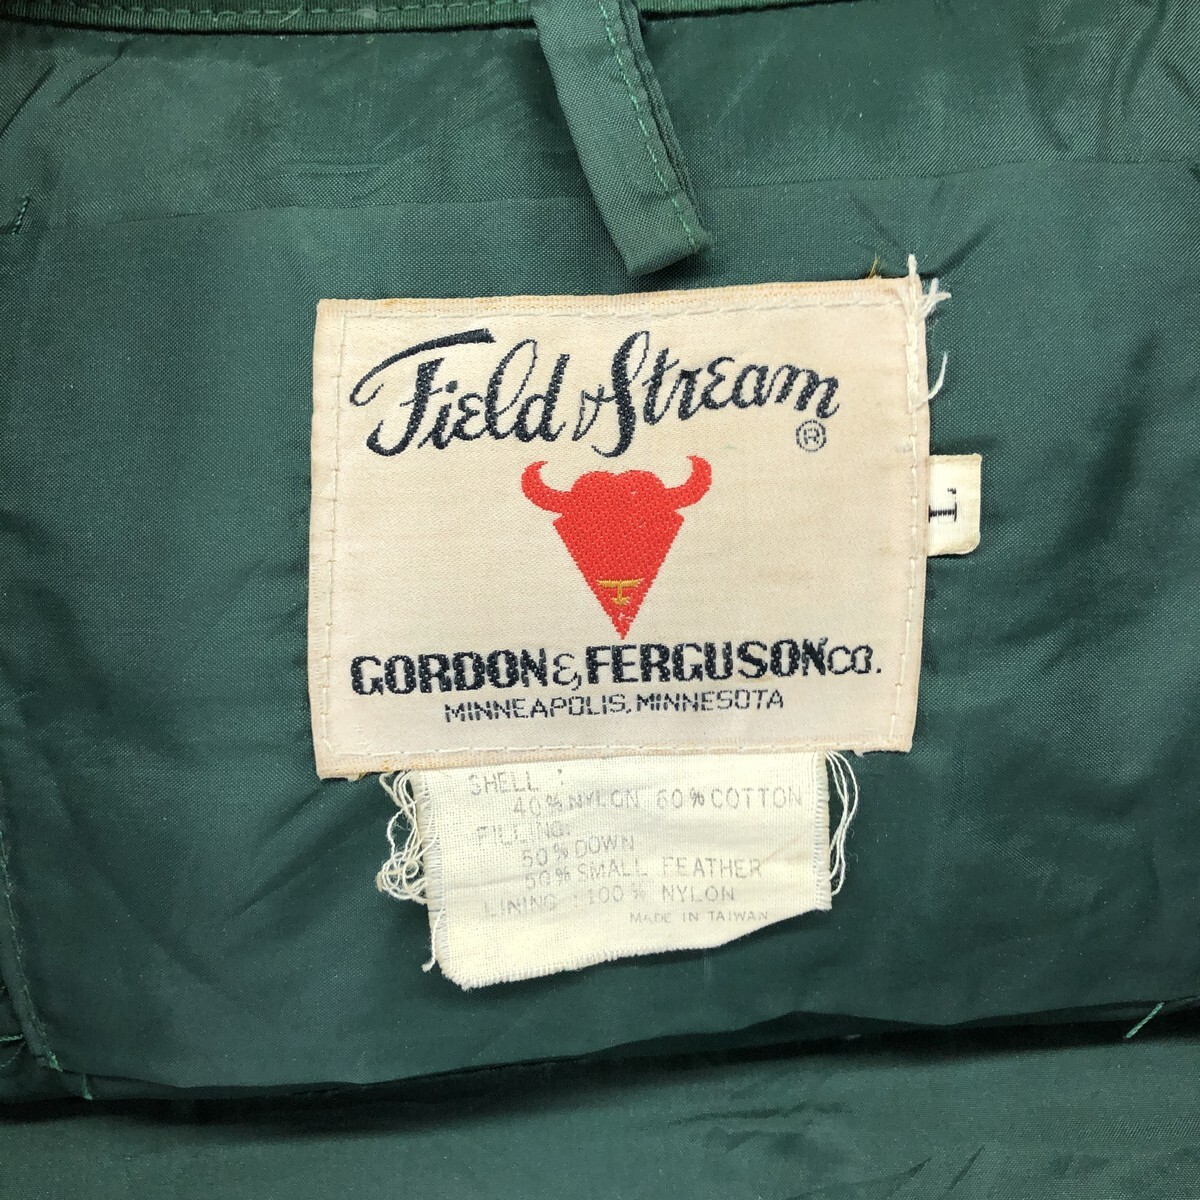 Field & Stream
®
GORDON & FERGUSON CO.
MINNEAPOLIS, MINNESOTA
L
SHELL :
40% NYLON 60% COTTON
FILLING:
50% DOWN
50% SMALL FEATHER
LINING : 100% NYLON
MADE IN TAIWAN